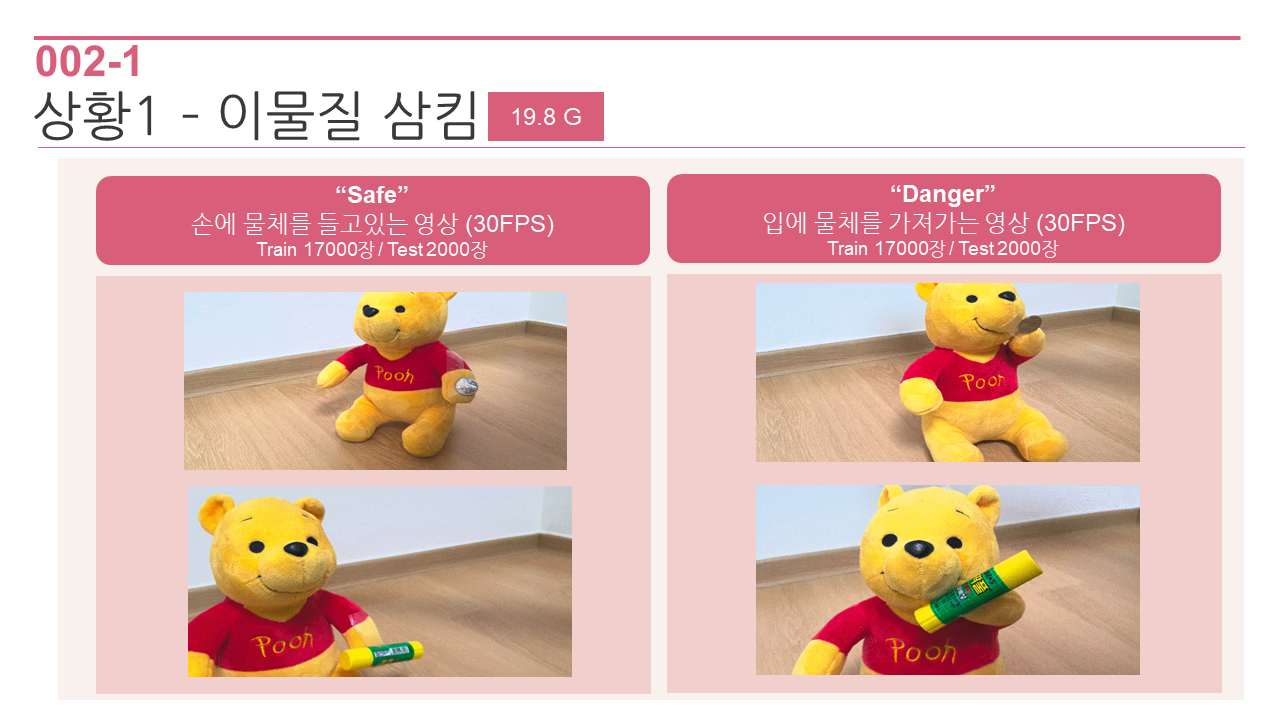 002-1
상황1 - 이물질 삼킴
19.8 G
“Safe”
손에 물체를 들고있는 영상 (30FPS)
Train 17000장 / Test 2000장
“Danger”
입에 물체를 가져가는 영상 (30FPS)
Train 17000장 / Test 2000장
Pooh
Pooh
Pooh
Pooh